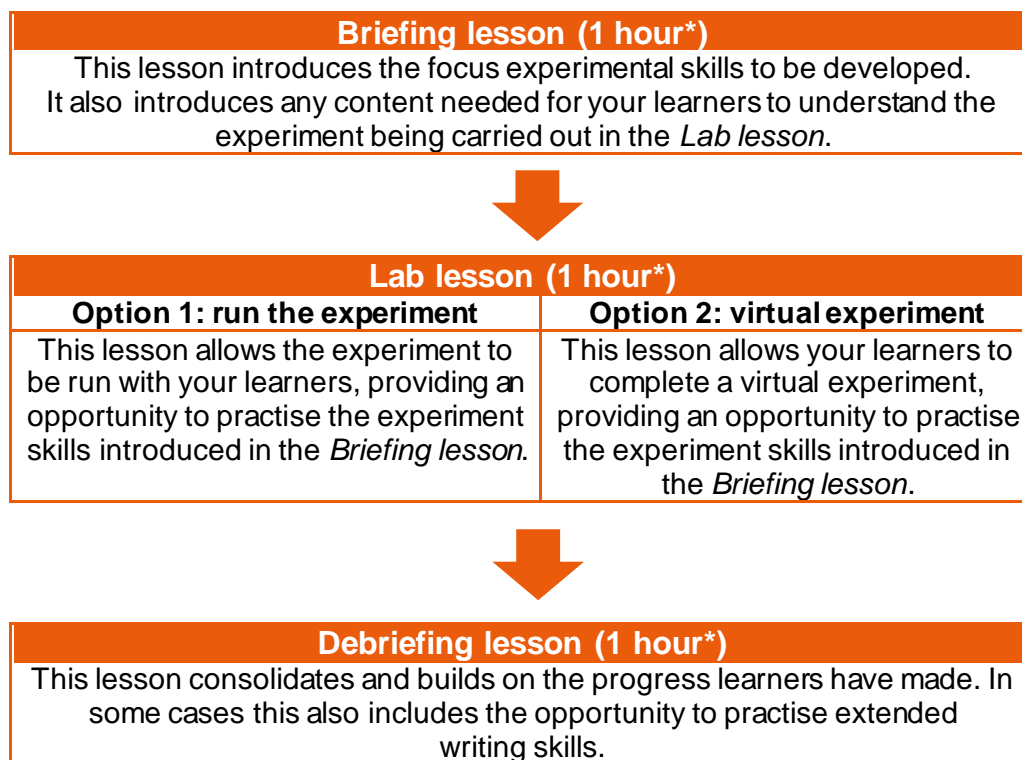 Briefing lesson (1 hour*)
This lesson introduces the focus experimental skills to be developed.
It also introduces any content needed for your learners to understand the
experiment being carried out in the Lab lesson.
Lab lesson (1 hour*)
Option 1: run the experiment
This lesson allows the experiment to
be run with your learners, providing an
opportunity to practise the experiment
skills introduced in the Briefing lesson.
Option 2: virtual experiment
This lesson allows your learners to
complete a virtual experiment,
providing an opportunity to practise
the experiment skills introduced in
the Briefing lesson.
Debriefing lesson (1 hour*)
This lesson consolidates and builds on the progress learners have made. In
some cases this also includes the opportunity to practise extended
writing skills.